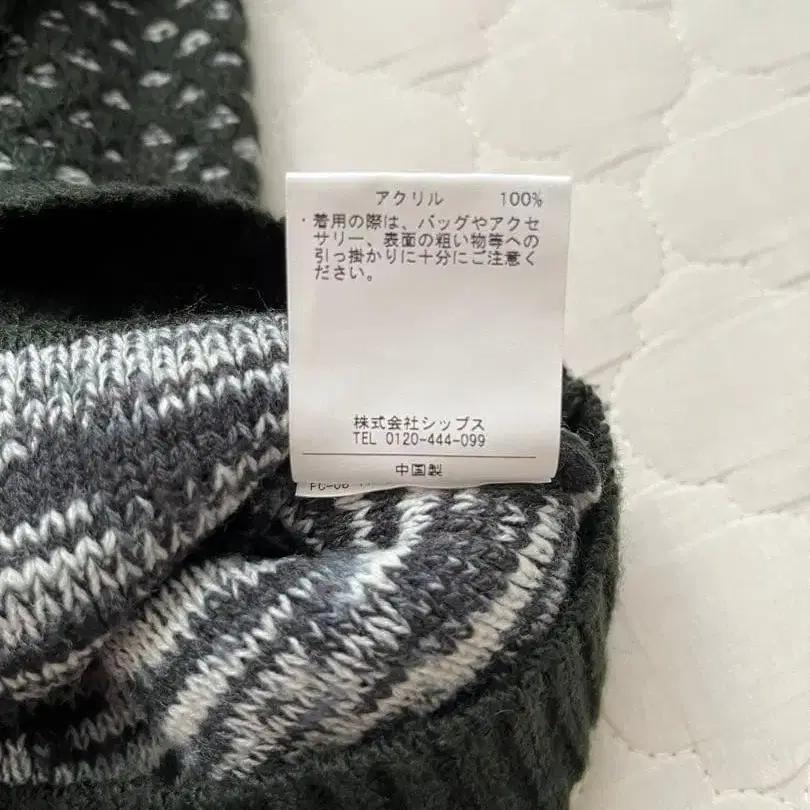 アクリル 100%
・着用の際は、バッグやアクセ
サリー、表面の粗い物等への
引っ掛かりに十分にご注意く
ださい。
株式会社シップス
TEL 0120-444-099
中国製